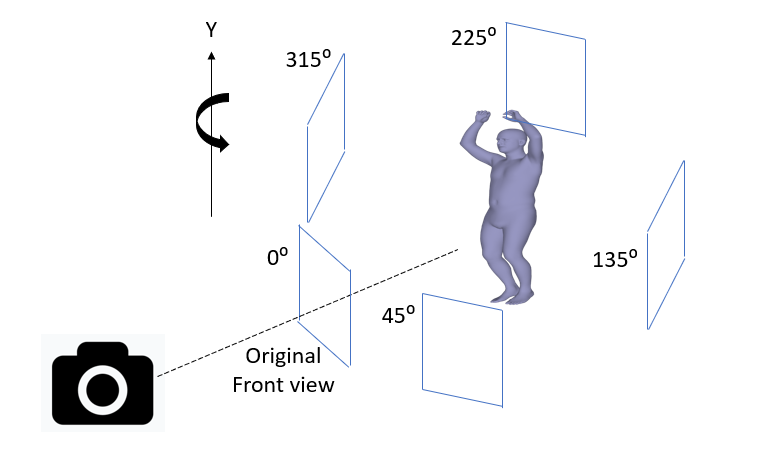 Y
225º
315º
0º
135º
45º
Original
Front view